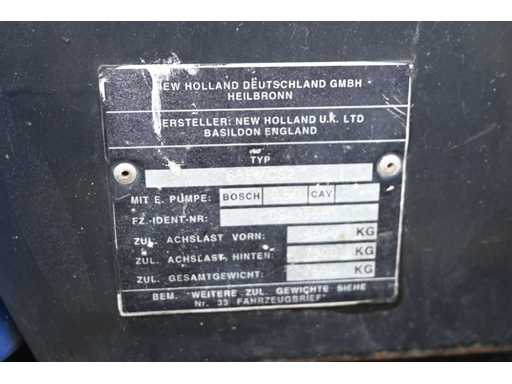 NEW HOLLAND DEUTSCHLAND GMBH
HEILBRONN
HERSTELLER: NEW HOLLAND U.K. LTD
BASILDON ENGLAND
TYP
MIT E. PUMPE: BOSCH CAV
FZ.-IDENT-NR:
ZUL. ACHSLAST VORN: KG
ZUL. ACHSLAST HINTEN: KG
ZUL. GESAMTGEWICHT: KG
BEM. "WEITERE ZUL. GEWICHTE SIEHE
Nr. 33 FAHRZEUGBRIEF"